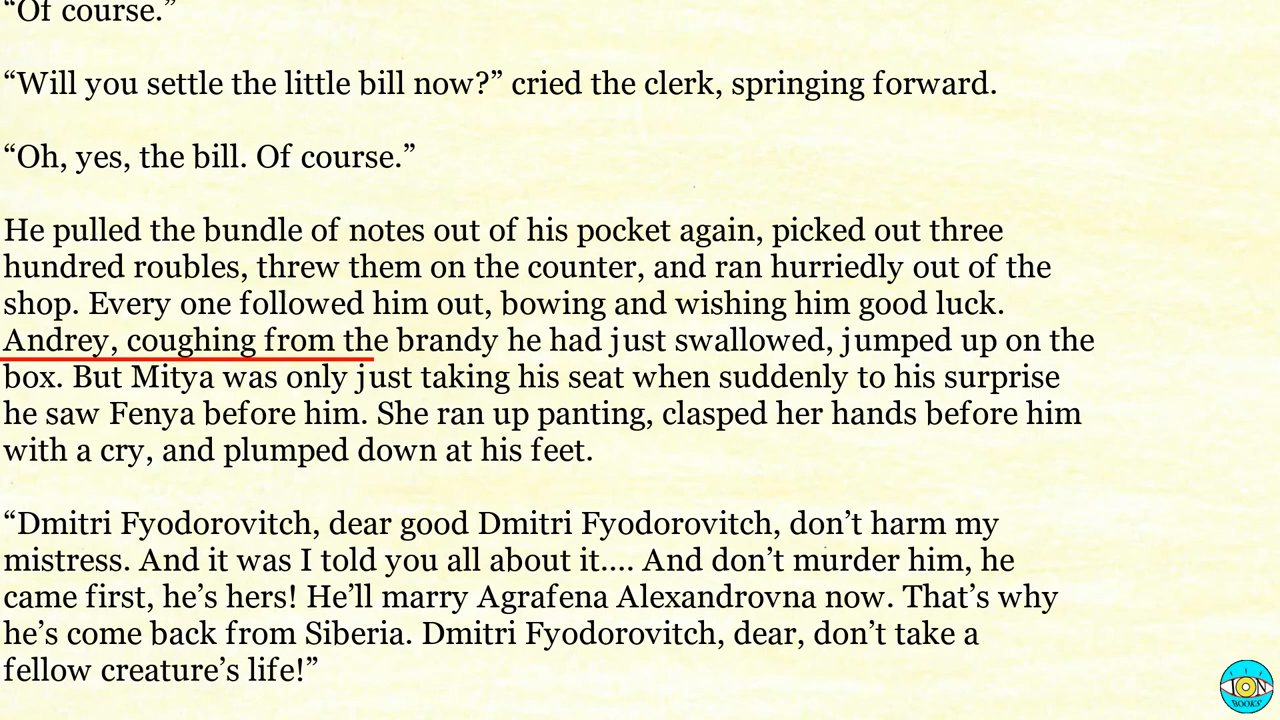 “Of course.”
“Will you settle the little bill now?” cried the clerk, springing forward.
“Oh, yes, the bill. Of course.”
He pulled the bundle of notes out of his pocket again, picked out three
hundred roubles, threw them on the counter, and ran hurriedly out of the
shop. Every one followed him out, bowing and wishing him good luck.
Andrey, coughing from the brandy he had just swallowed, jumped up on the
box. But Mitya was only just taking his seat when suddenly to his surprise
he saw Fenya before him. She ran up panting, clasped her hands before him
with a cry, and plumped down at his feet.
“Dmitri Fyodorovitch, dear good Dmitri Fyodorovitch, don’t harm my
mistress. And it was I told you all about it.... And don’t murder him, he
came first, he’s hers! He’ll marry Agrafena Alexandrovna now. That’s why
he’s come back from Siberia. Dmitri Fyodorovitch, dear, don’t take a
fellow creature’s life!”
ION
BOOKS